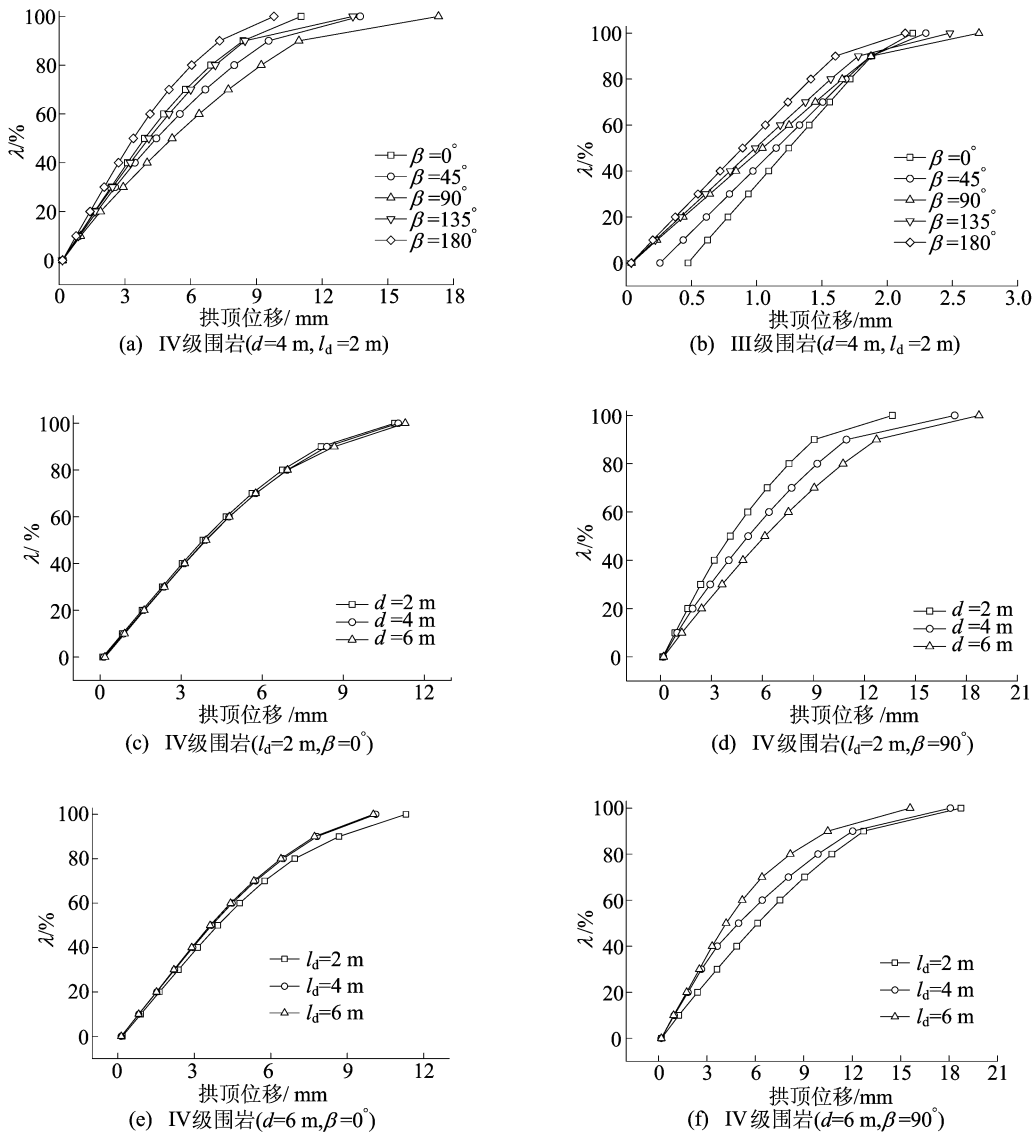 100
80
60
40
20
0
λ/%
β=0°
β=45°
β=90°
β=135°
β=180°
0 3 6 9 12 15 18
拱顶位移/ mm
(a) IV级围岩(d=4 m, ld=2 m)
100
80
60
40
20
0
λ/%
β=0°
β=45°
β=90°
β=135°
β=180°
0 0.5 1.0 1.5 2.0 2.5 3.0
拱顶位移/mm
(b) III级围岩(d=4 m, ld=2 m)
100
80
60
40
20
0
λ/ %
d=2 m
d=4 m
d=6 m
0 3 6 9 12
拱顶位移 /mm
(c) IV级围岩(ld=2 m,β=0°)
100
80
60
40
20
0
λ/%
d=2 m
d=4 m
d=6 m
0 3 6 9 12 15 18 21
拱顶位移/mm
(d) IV级围岩(ld=2 m,β=90°)
100
80
60
40
20
0
λ/%
ld=2 m
ld=4 m
ld=6 m
0 3 6 9 12
拱顶位移/ mm
(e) IV级围岩(d=6 m,β=0°)
100
80
60
40
20
0
λ/%
ld=2 m
ld=4 m
ld=6 m
0 3 6 9 12 15 18 21
拱顶位移/mm
(f) IV级围岩(d=6 m,β=90°)